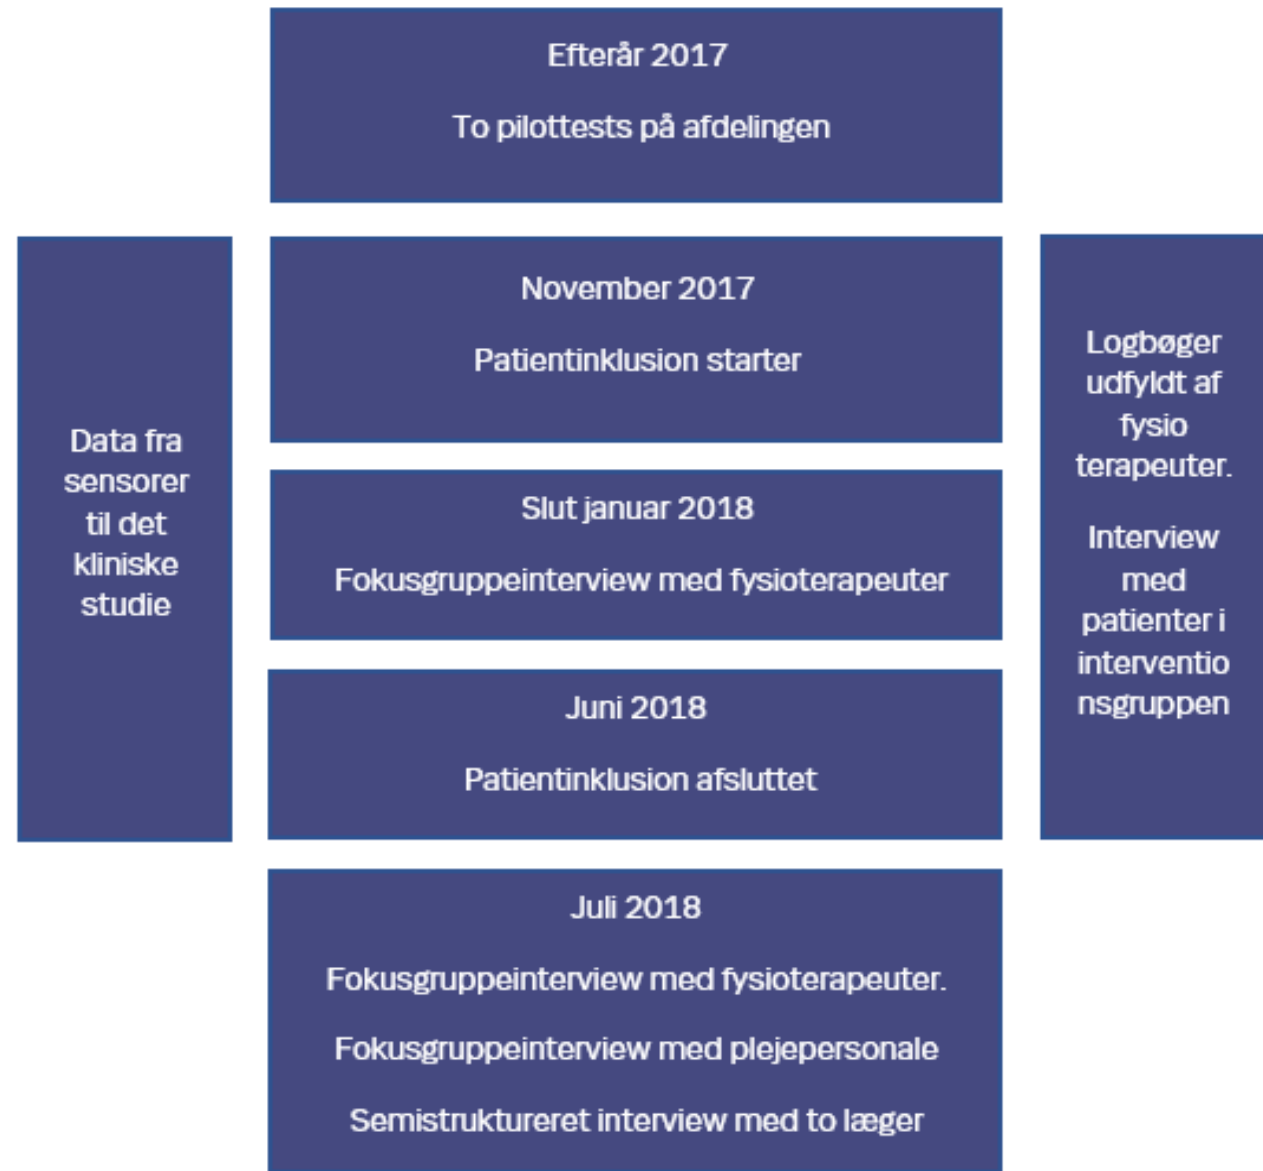 Efterår 2017
To pilottests på afdelingen
Data fra
sensorer
til det
kliniske
studie
November 2017
Patientinklusion starter
Slut januar 2018
Fokusgruppeinterview med fysioterapeuter
Juni 2018
Patientinklusion afsluttet
Logbøger
udfyldt af
fysio
terapeuter.
Interview
med
patienter i
interventio
nsgruppen
Juli 2018
Fokusgruppeinterview med fysioterapeuter.
Fokusgruppeinterview med plejepersonale
Semistruktureret interview med to læger